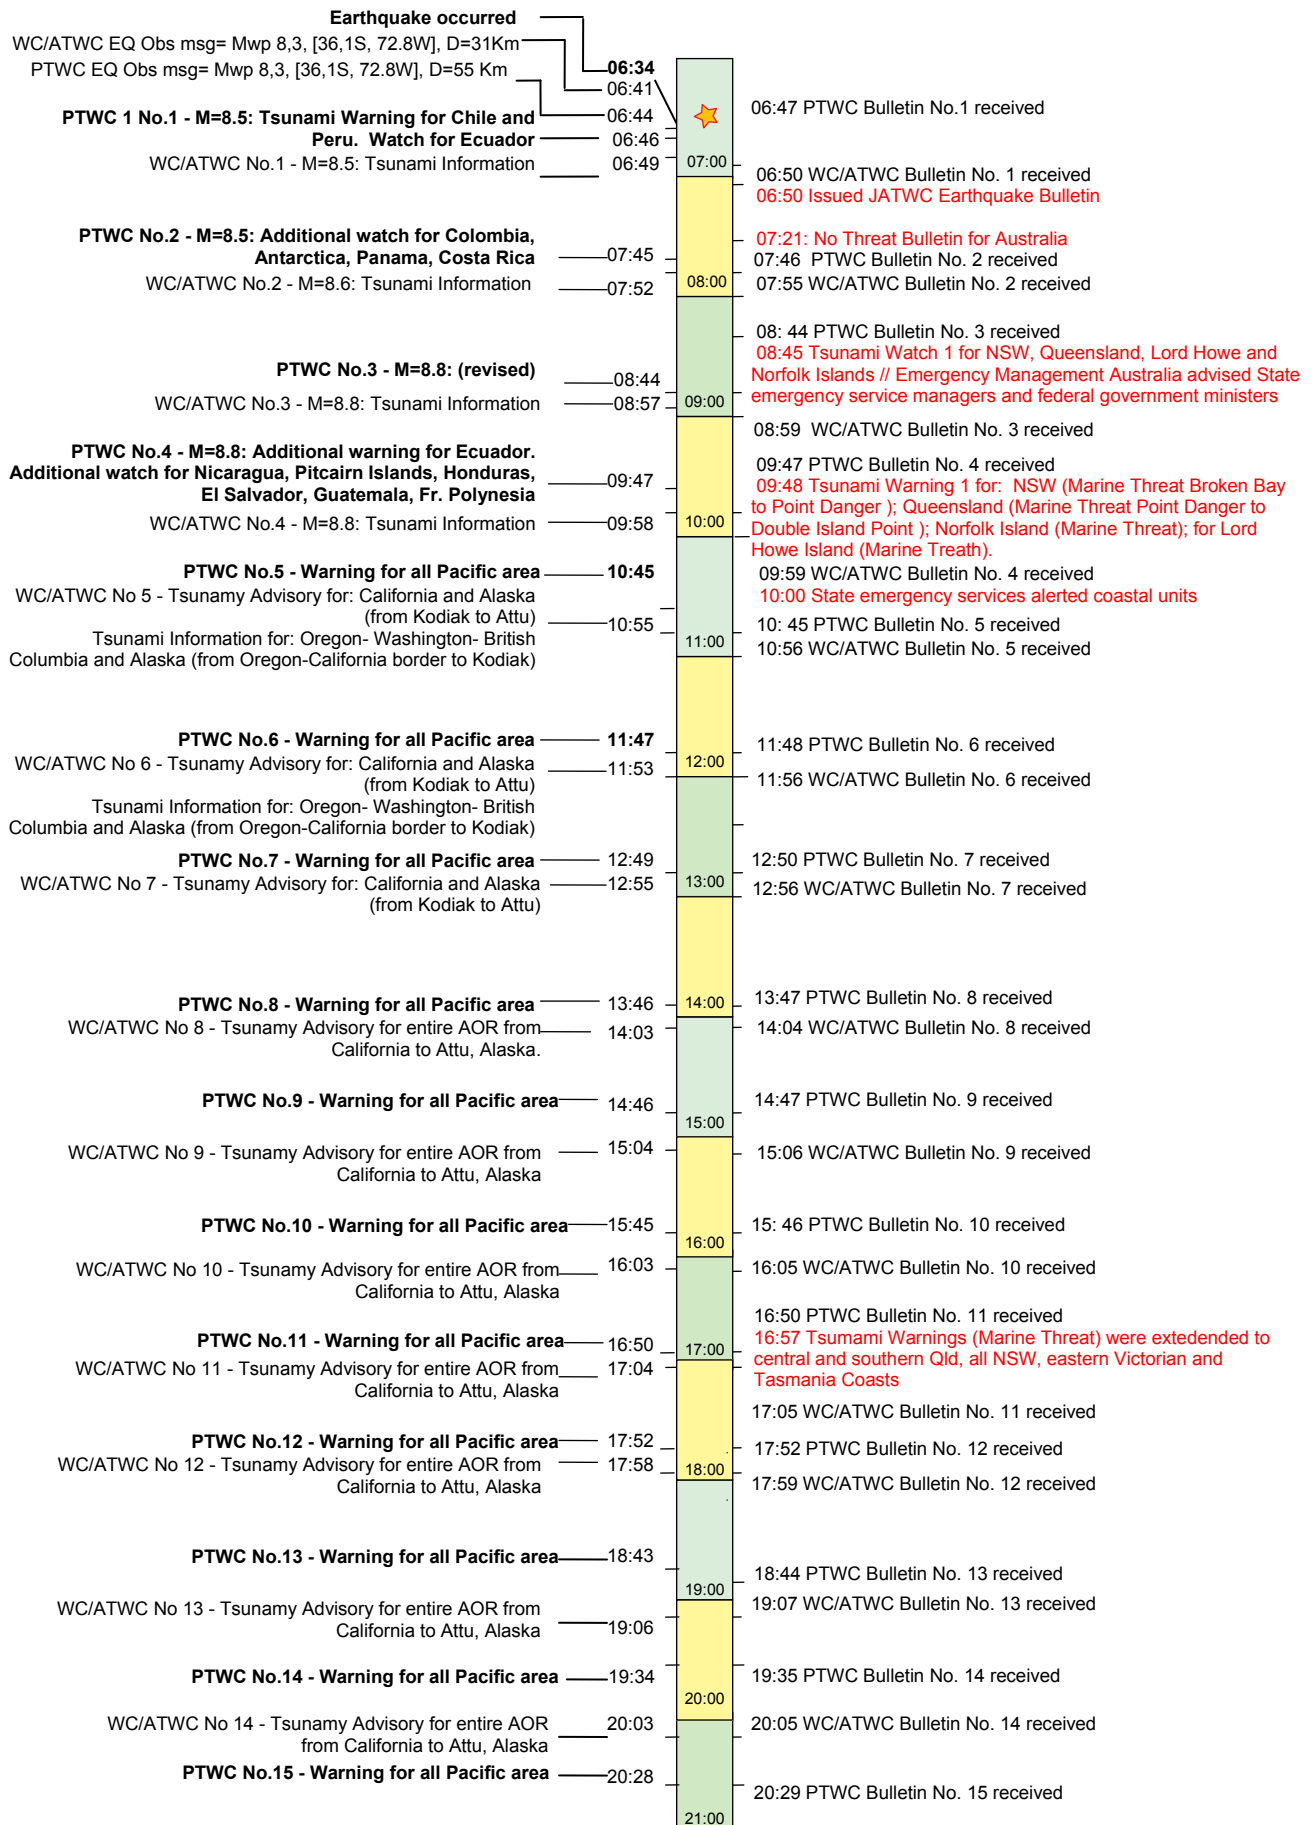 Earthquake occurred
WC/ATWC EQ Obs msg= Mwp 8,3, [36,1S, 72.8W], D=31Km
PTWC EQ Obs msg= Mwp 8,3, [36,1S, 72.8W], D=55 Km
06:34
06:41
PTWC 1 No.1 - M=8.5: Tsunami Warning for Chile and
Peru.  Watch for Ecuador
06:44
06:46
WC/ATWC No.1 - M=8.5: Tsunami Information
06:49
07:00
06:47 PTWC Bulletin No.1 received
06:50 WC/ATWC Bulletin No. 1 received
06:50 Issued JATWC Earthquake Bulletin
PTWC No.2 - M=8.5: Additional watch for Colombia,
Antarctica, Panama, Costa Rica
07:45
WC/ATWC No.2 - M=8.6: Tsunami Information
07:52
08:00
07:21: No Threat Bulletin for Australia
07:46  PTWC Bulletin No. 2 received
07:55 WC/ATWC Bulletin No. 2 received
PTWC No.3 - M=8.8: (revised)
08:44
WC/ATWC No.3 - M=8.8: Tsunami Information
08:57
09:00
08: 44 PTWC Bulletin No. 3 received
08:45 Tsunami Watch 1 for NSW, Queensland, Lord Howe and
Norfolk Islands // Emergency Management Australia advised State
emergency service managers and federal government ministers
08:59  WC/ATWC Bulletin No. 3 received
PTWC No.4 - M=8.8: Additional warning for Ecuador.
Additional watch for Nicaragua, Pitcairn Islands, Honduras,
El Salvador, Guatemala, Fr. Polynesia
09:47
WC/ATWC No.4 - M=8.8: Tsunami Information
09:58
10:00
09:47 PTWC Bulletin No. 4 received
09:48 Tsunami Warning 1 for:  NSW (Marine Threat Broken Bay
to Point Danger ); Queensland (Marine Threat Point Danger to
Double Island Point ); Norfolk Island (Marine Threat); for Lord
Howe Island (Marine Treath).
PTWC No.5 - Warning for all Pacific area
10:45
WC/ATWC No 5 - Tsunamy Advisory for: California and Alaska
(from Kodiak to Attu)
10:55
Tsunami Information for: Oregon- Washington- British
Columbia and Alaska (from Oregon-California border to Kodiak)
11:00
09:59 WC/ATWC Bulletin No. 4 received
10:00 State emergency services alerted coastal units
10: 45 PTWC Bulletin No. 5 received
10:56 WC/ATWC Bulletin No. 5 received
PTWC No.6 - Warning for all Pacific area
11:47
WC/ATWC No 6 - Tsunamy Advisory for: California and Alaska
(from Kodiak to Attu)
11:53
Tsunami Information for: Oregon- Washington- British
Columbia and Alaska (from Oregon-California border to Kodiak)
12:00
11:48 PTWC Bulletin No. 6 received
11:56 WC/ATWC Bulletin No. 6 received
PTWC No.7 - Warning for all Pacific area
12:49
WC/ATWC No 7 - Tsunamy Advisory for: California and Alaska
(from Kodiak to Attu)
12:55
13:00
12:50 PTWC Bulletin No. 7 received
12:56 WC/ATWC Bulletin No. 7 received
PTWC No.8 - Warning for all Pacific area
13:46
14:00
13:47 PTWC Bulletin No. 8 received
WC/ATWC No 8 - Tsunamy Advisory for entire AOR from
California to Attu, Alaska.
14:03
14:04 WC/ATWC Bulletin No. 8 received
PTWC No.9 - Warning for all Pacific area
14:46
15:00
14:47 PTWC Bulletin No. 9 received
WC/ATWC No 9 - Tsunamy Advisory for entire AOR from
California to Attu, Alaska
15:04
15:06 WC/ATWC Bulletin No. 9 received
PTWC No.10 - Warning for all Pacific area
15:45
16:00
15: 46 PTWC Bulletin No. 10 received
WC/ATWC No 10 - Tsunamy Advisory for entire AOR from
California to Attu, Alaska
16:03
16:05 WC/ATWC Bulletin No. 10 received
PTWC No.11 - Warning for all Pacific area
16:50
17:00
16:50 PTWC Bulletin No. 11 received
16:57 Tsumami Warnings (Marine Threat) were extedended to
central and southern Qld, all NSW, eastern Victorian and
Tasmania Coasts
WC/ATWC No 11 - Tsunamy Advisory for entire AOR from
California to Attu, Alaska
17:04
17:05 WC/ATWC Bulletin No. 11 received
PTWC No.12 - Warning for all Pacific area
17:52
17:52 PTWC Bulletin No. 12 received
WC/ATWC No 12 - Tsunamy Advisory for entire AOR from
California to Attu, Alaska
17:58
18:00
17:59 WC/ATWC Bulletin No. 12 received
PTWC No.13 - Warning for all Pacific area
18:43
19:00
18:44 PTWC Bulletin No. 13 received
WC/ATWC No 13 - Tsunamy Advisory for entire AOR from
California to Attu, Alaska
19:06
19:07 WC/ATWC Bulletin No. 13 received
PTWC No.14 - Warning for all Pacific area
19:34
20:00
19:35 PTWC Bulletin No. 14 received
WC/ATWC No 14 - Tsunamy Advisory for entire AOR
from California to Attu, Alaska
20:03
20:05 WC/ATWC Bulletin No. 14 received
PTWC No.15 - Warning for all Pacific area
20:28
20:29 PTWC Bulletin No. 15 received
21:00